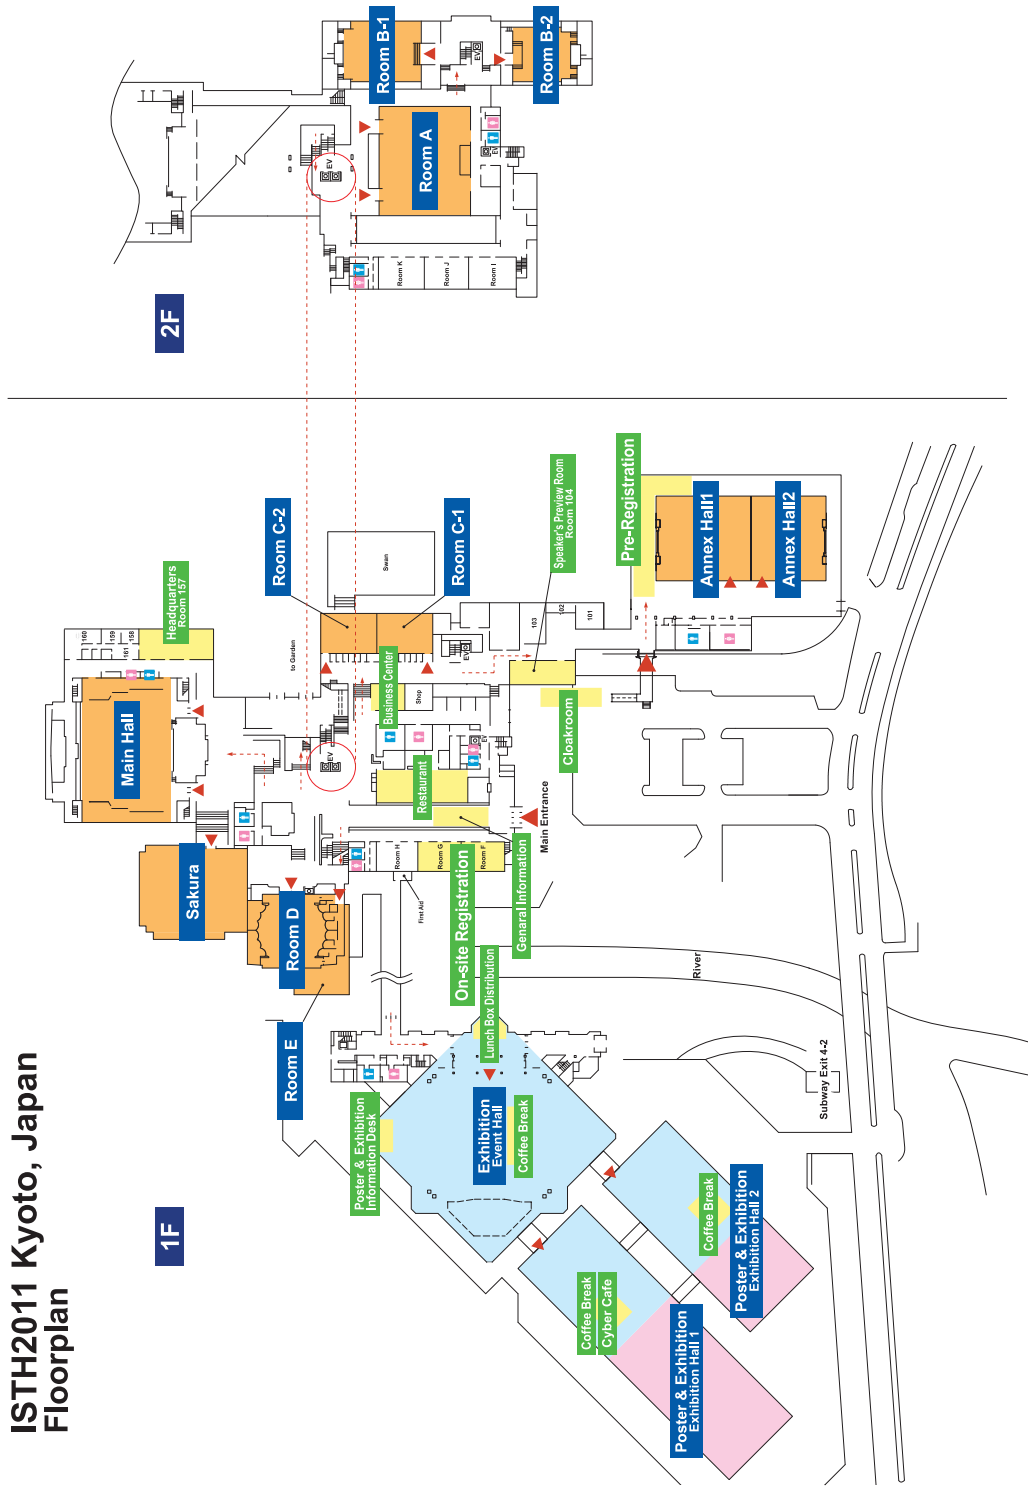 ISTH2011 Kyoto, Japan
Floorplan
1F
2F
Room B-1
Room B-2
EV
Room A
EV
EV
Room K
Room J
Room I
Headquarters
Room 157
160
159
158
161
Main Hall
to Garden
Room C-2
Room C-1
Swan
Business Center
Shop
EV
EV
EV
Restaurant
Speaker's Preview Room
Room 104
103
102
101
Cloakroom
Pre-Registration
Annex Hall1
Annex Hall2
Main Entrance
Genaral Information
On-site Registration
Room H
Room G
Room F
First Aid
Sakura
Room D
Room E
Lunch Box Distribution
River
Subway Exit 4-2
Poster & Exhibition
Information Desk
Exhibition
Event Hall
Coffee Break
Coffee Break
Cyber Cafe
Coffee Break
Poster & Exhibition
Exhibition Hall 1
Poster & Exhibition
Exhibition Hall 2